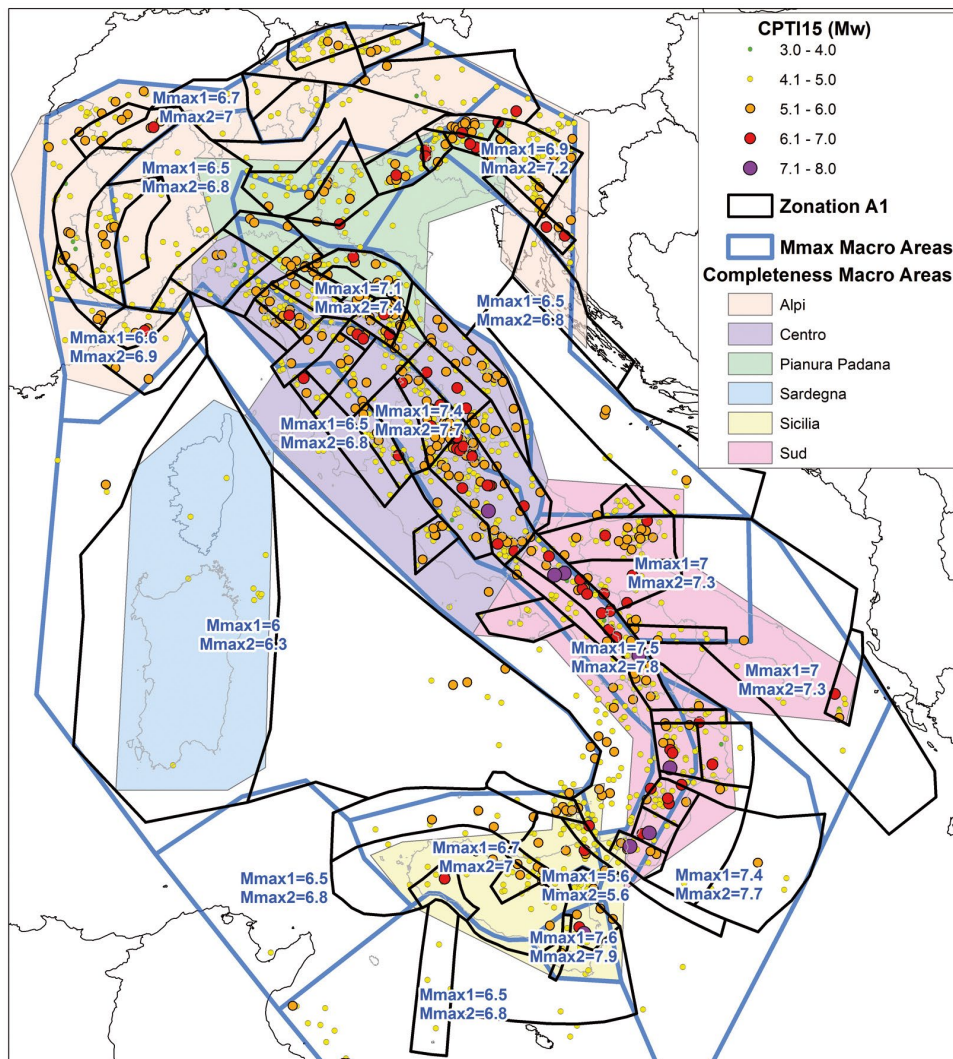 CPTI15 (Mw)
3.0 - 4.0
4.1 - 5.0
5.1 - 6.0
6.1 - 7.0
7.1 - 8.0
Zonation A1
Mmax Macro Areas
Completeness Macro Areas
Alpi
Centro
Pianura Padana
Sardegna
Sicilia
Sud
Mmax1=6.7
Mmax2=7
Mmax1=6.5
Mmax2=6.8
Mmax1=6.9
Mmax2=7.2
Mmax1=7.1
Mmax2=7.4
Mmax1=6.5
Mmax2=6.8
Mmax1=6.6
Mmax2=6.9
Mmax1=7.4
Mmax2=7.7
Mmax1=6.5
Mmax2=6.8
Mmax1=7
Mmax2=7.3
Mmax1=6
Mmax2=6.3
Mmax1=7.5
Mmax2=7.8
Mmax1=7
Mmax2=7.3
Mmax1=6.7
Mmax2=7
Mmax1=6.5
Mmax2=6.8
Mmax1=5.6
Mmax2=5.6
Mmax1=7.4
Mmax2=7.7
Mmax1=7.6
Mmax2=7.9
Mmax1=6.5
Mmax2=6.8